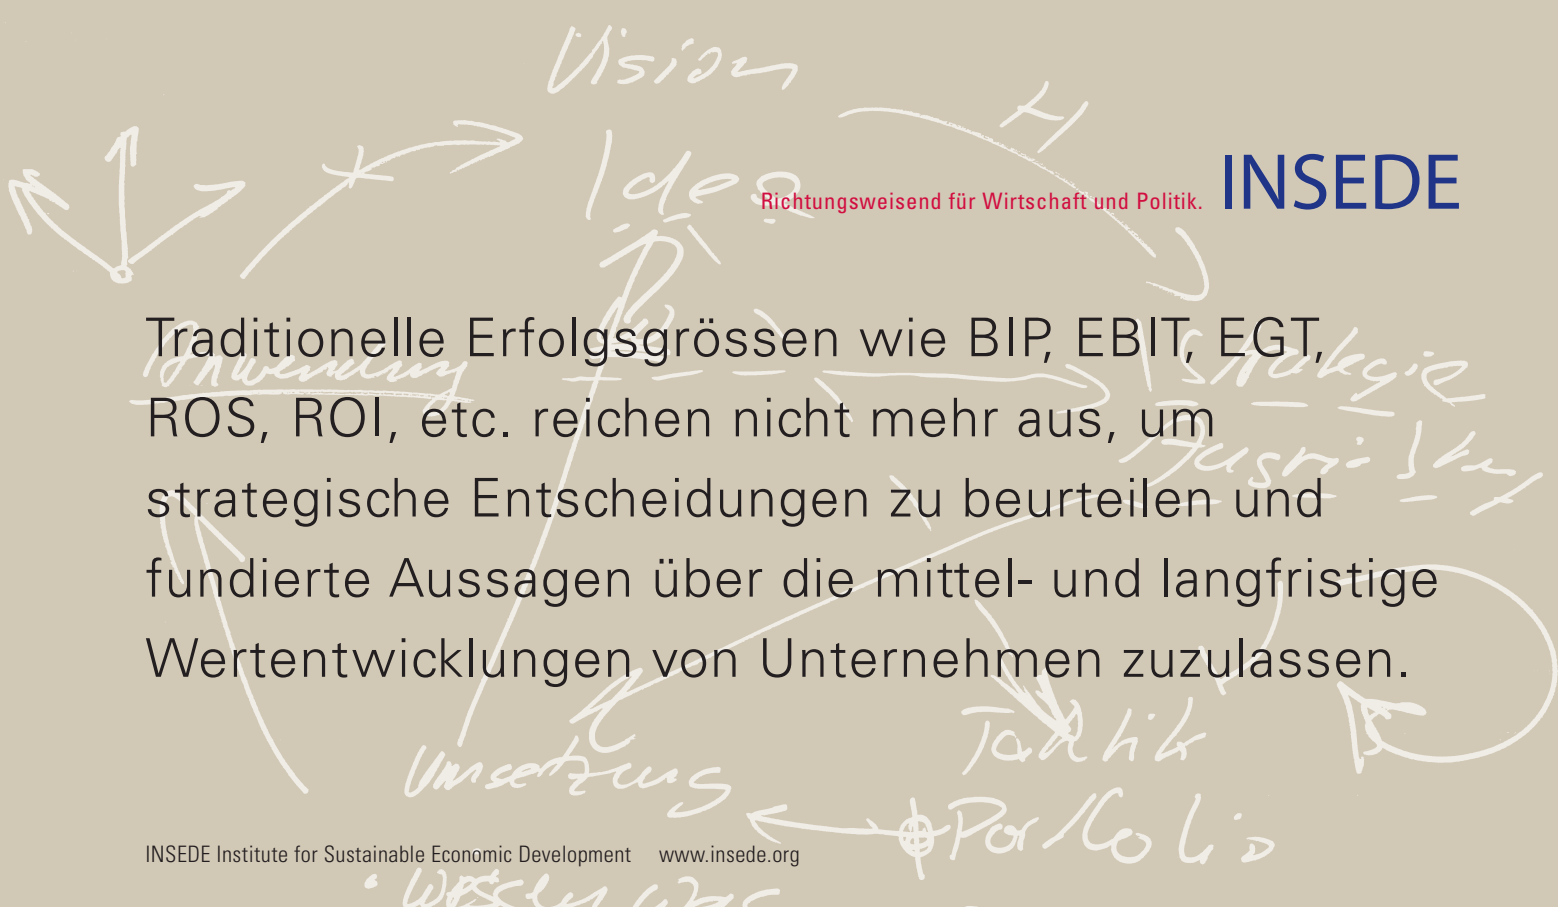 Vision
Idee
Richtungsweisend für Wirtschaft und Politik. INSEDE
Traditionelle Erfolgsgrössen wie BIP, EBIT, EGT,
Anwendung
Strategie
ROS, ROI, etc. reichen nicht mehr aus, um
strategische Entscheidungen zu beurteilen und
fundierte Aussagen über die mittel- und langfristige
Wertentwicklungen von Unternehmen zuzulassen.
Taktik
Umsetzung
Portfolio
INSEDE Institute for Sustainable Economic Development www.insede.org